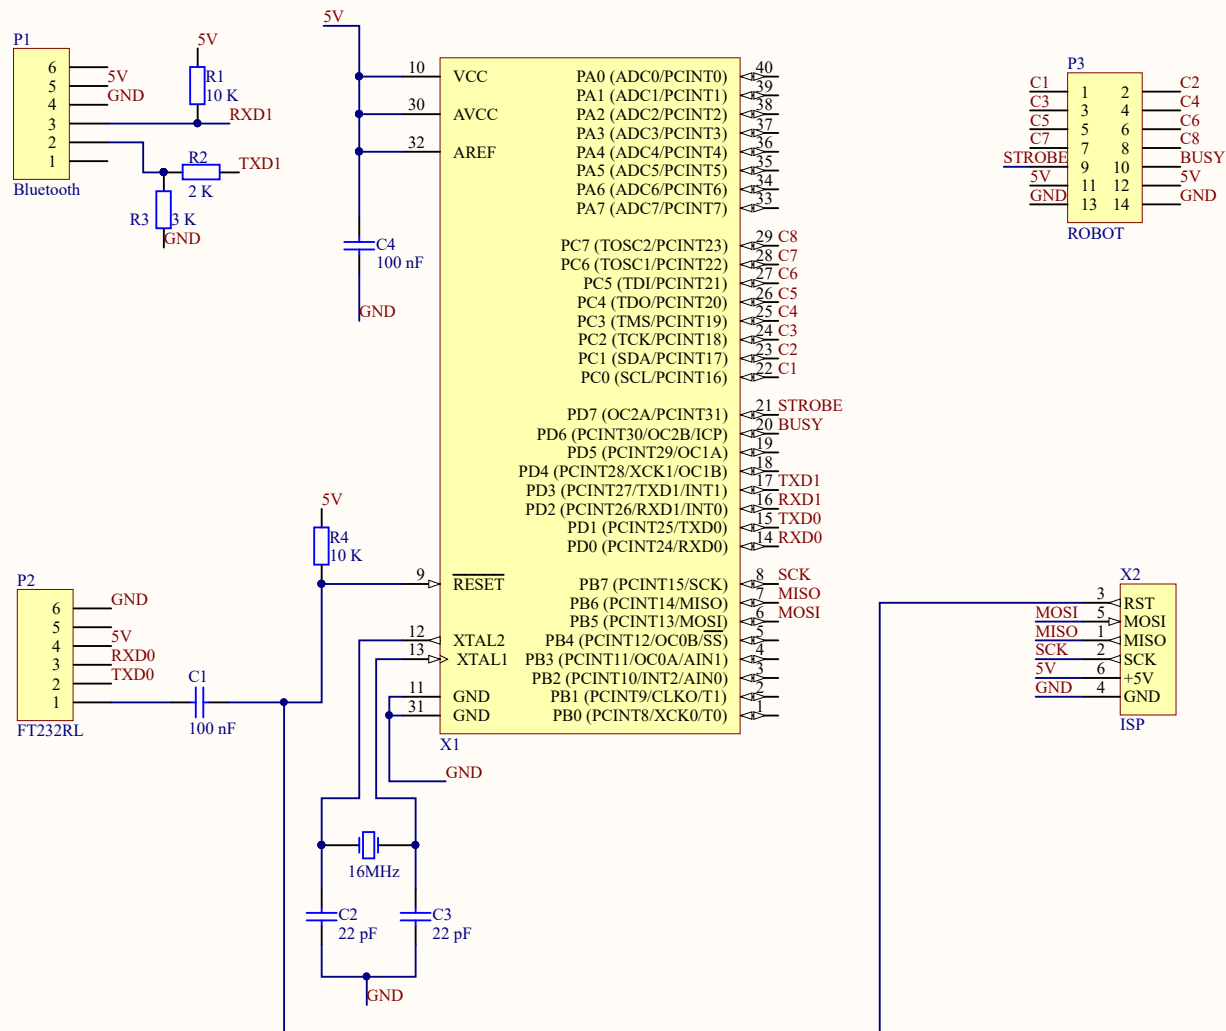 P1
6
5
4
3
2
1
5V
GND
Bluetooth
5V
R1
10 K
RXD1
R2
2 K
TXD1
R3
3 K
GND
5V
C4
100 nF
GND
10
30
32
VCC
AVCC
AREF
PA0 (ADC0/PCINT0) 40
PA1 (ADC1/PCINT1) 39
PA2 (ADC2/PCINT2) 38
PA3 (ADC3/PCINT3) 37
PA4 (ADC4/PCINT4) 36
PA5 (ADC5/PCINT5) 35
PA6 (ADC6/PCINT6) 34
PA7 (ADC7/PCINT7) 33
PC7 (TOSC2/PCINT23) 29 C8
PC6 (TOSC1/PCINT22) 28 C7
PC5 (TDI/PCINT21) 27 C6
PC4 (TDO/PCINT20) 26 C5
PC3 (TMS/PCINT19) 25 C4
PC2 (TCK/PCINT18) 24 C3
PC1 (SDA/PCINT17) 23 C2
PC0 (SCL/PCINT16) 22 C1
PD7 (OC2A/PCINT31) 21 STROBE
PD6 (PCINT30/OC2B/ICP) 20 BUSY
PD5 (PCINT29/OC1A) 19
PD4 (PCINT28/XCK1/OC1B) 18
PD3 (PCINT27/TXD1/INT1) 17 TXD1
PD2 (PCINT26/RXD1/INT0) 16 RXD1
PD1 (PCINT25/TXD0) 15 TXD0
PD0 (PCINT24/RXD0) 14 RXD0
9 RESET
PB7 (PCINT15/SCK) 8 SCK
PB6 (PCINT14/MISO) 7 MISO
PB5 (PCINT13/MOSI) 6 MOSI
12 XTAL2 PB4 (PCINT12/OC0B/SS) 5
13 XTAL1 PB3 (PCINT11/OC0A/AIN1) 4
PB2 (PCINT10/INT2/AIN0) 3
11 GND PB1 (PCINT9/CLKO/T1) 2
31 GND PB0 (PCINT8/XCK0/T0) 1
X1
GND
5V
R4
10 K
P2
6 GND
5
4 5V
3 RXD0
2 TXD0
1
FT232RL
C1
100 nF
16MHz
C2
22 pF
C3
22 pF
GND
P3
C1 1 2 C2
C3 3 4 C4
C5 5 6 C6
C7 7 8 C8
STROBE 9 10 BUSY
5V 11 12 5V
GND 13 14 GND
ROBOT
X2
3 RST
MOSI 5 MOSI
MISO 1 MISO
SCK 2 SCK
5V 6 +5V
GND 4 GND
ISP